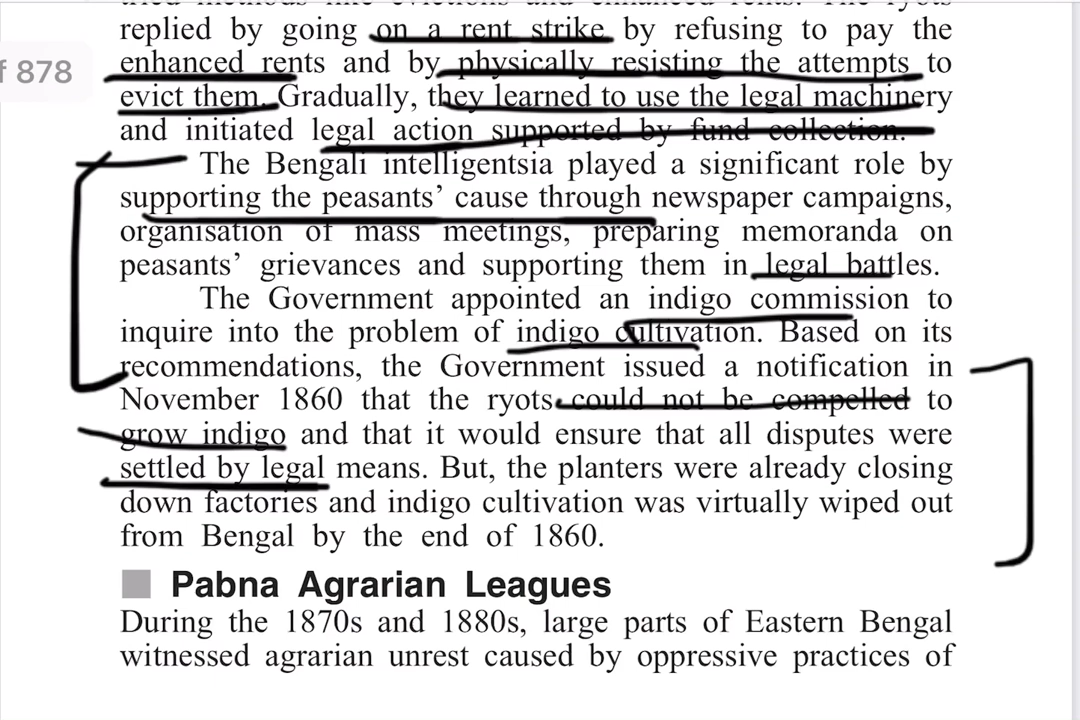 replied by going on a rent strike by refusing to pay the
f 878
enhanced rents and by physically resisting the attempts to
evict them. Gradually, they learned to use the legal machinery
and initiated legal action supported by fund collection.
The Bengali intelligentsia played a significant role by
supporting the peasants' cause through newspaper campaigns,
organisation of mass meetings, preparing memoranda on
peasants' grievances and supporting them in legal battles.
The Government appointed an indigo commission to
inquire into the problem of indigo cultivation. Based on its
recommendations, the Government issued a notification in
November 1860 that the ryots could not be compelled to
grow indigo and that it would ensure that all disputes were
settled by legal means. But, the planters were already closing
down factories and indigo cultivation was virtually wiped out
from Bengal by the end of 1860.
Pabna Agrarian Leagues
During the 1870s and 1880s, large parts of Eastern Bengal
witnessed agrarian unrest caused by oppressive practices of